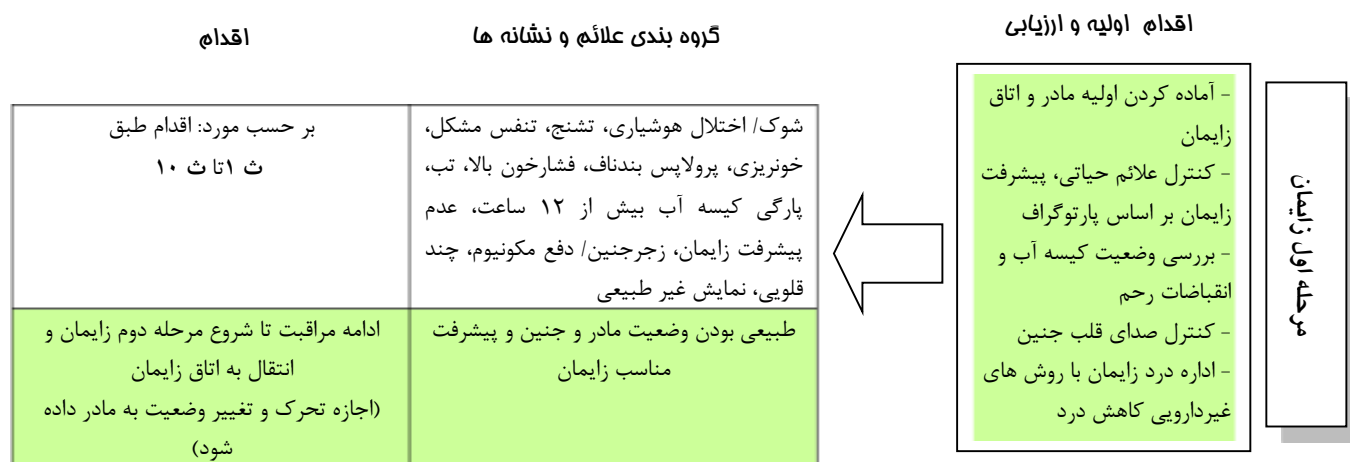 اقدام اولیه و ارزیابی
گروه بندی علائم و نشانه ها
اقدام
مرحله اول زایمان
- آماده کردن اولیه مادر و اتاق
زایمان
- کنترل علائم حیاتی، پیشرفت
زایمان بر اساس پارتوگراف
- بررسی وضعیت کیسه آب و
انقباضات رحم
- کنترل صدای قلب جنین
- اداره درد زایمان با روش های
غیردارویی کاهش درد
شوک/ اختلال هوشیاری، تشنج، تنفس مشکل،
خونریزی، پرولاپس بندناف، فشارخون بالا، تب،
پارگی کیسه آب بیش از ۱۲ ساعت، عدم
پیشرفت زایمان، زجرجنین/ دفع مکونیوم، چند
قلویی، نمایش غیر طبیعی
بر حسب مورد: اقدام طبق
ث ۱تا ث ۱۰
طبیعی بودن وضعیت مادر و جنین و پیشرفت
مناسب زایمان
ادامه مراقبت تا شروع مرحله دوم زایمان و
انتقال به اتاق زایمان
(اجازه تحرک و تغییر وضعیت به مادر داده
شود)